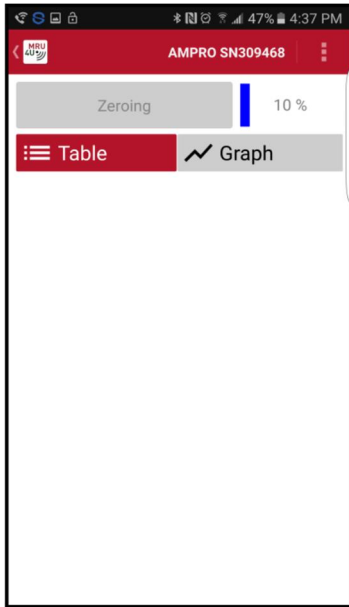 47% 4:37 PM
MRU
4U
AMPRO SN309468
Zeroing
10 %
Table
Graph